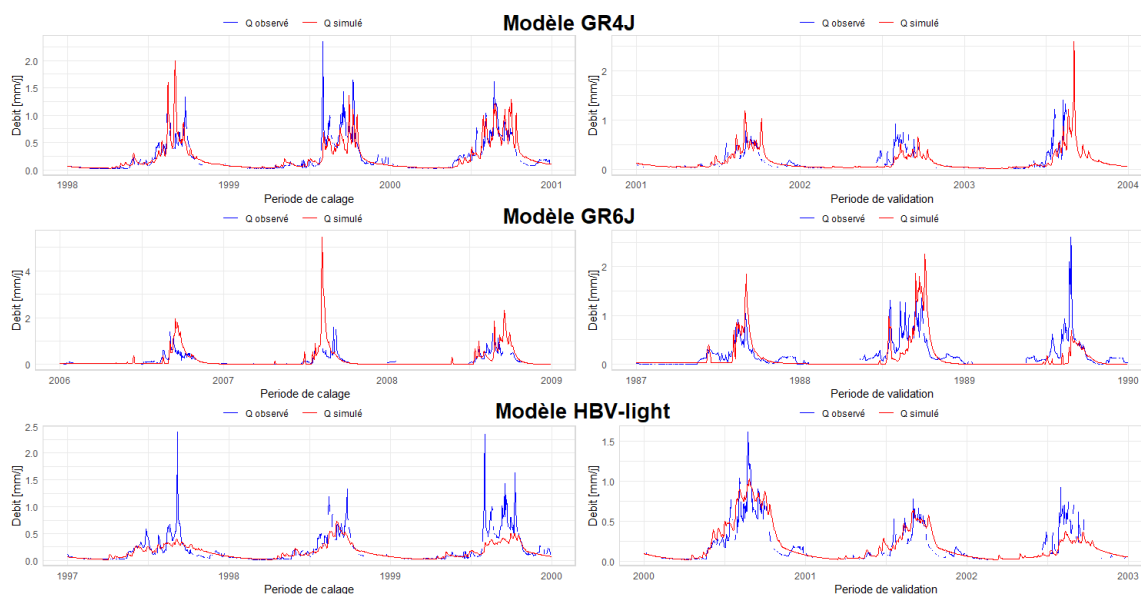 Modèle GR4J
Q observé Q simulé Q observé Q simulé
Debit [mm/j]
2.0
1.5
1.0
0.5
0.0
1998 1999 2000 2001
Periode de calage
Debit [mm/j]
2
1
0
2001 2002 2003 2004
Periode de validation
Modèle GR6J
Q observé Q simulé Q observé Q simulé
Debit [mm/j]
4
2
0
2006 2007 2008 2009
Periode de calage
Debit [mm/j]
2
1
0
1987 1988 1989 1990
Periode de validation
Modèle HBV-light
Q observé Q simulé Q observé Q simulé
Debit [mm/j]
2.5
2.0
1.5
1.0
0.5
0.0
1997 1998 1999 2000
Periode de calage
Debit [mm/j]
1.5
1.0
0.5
0.0
2000 2001 2002 2003
Periode de validation